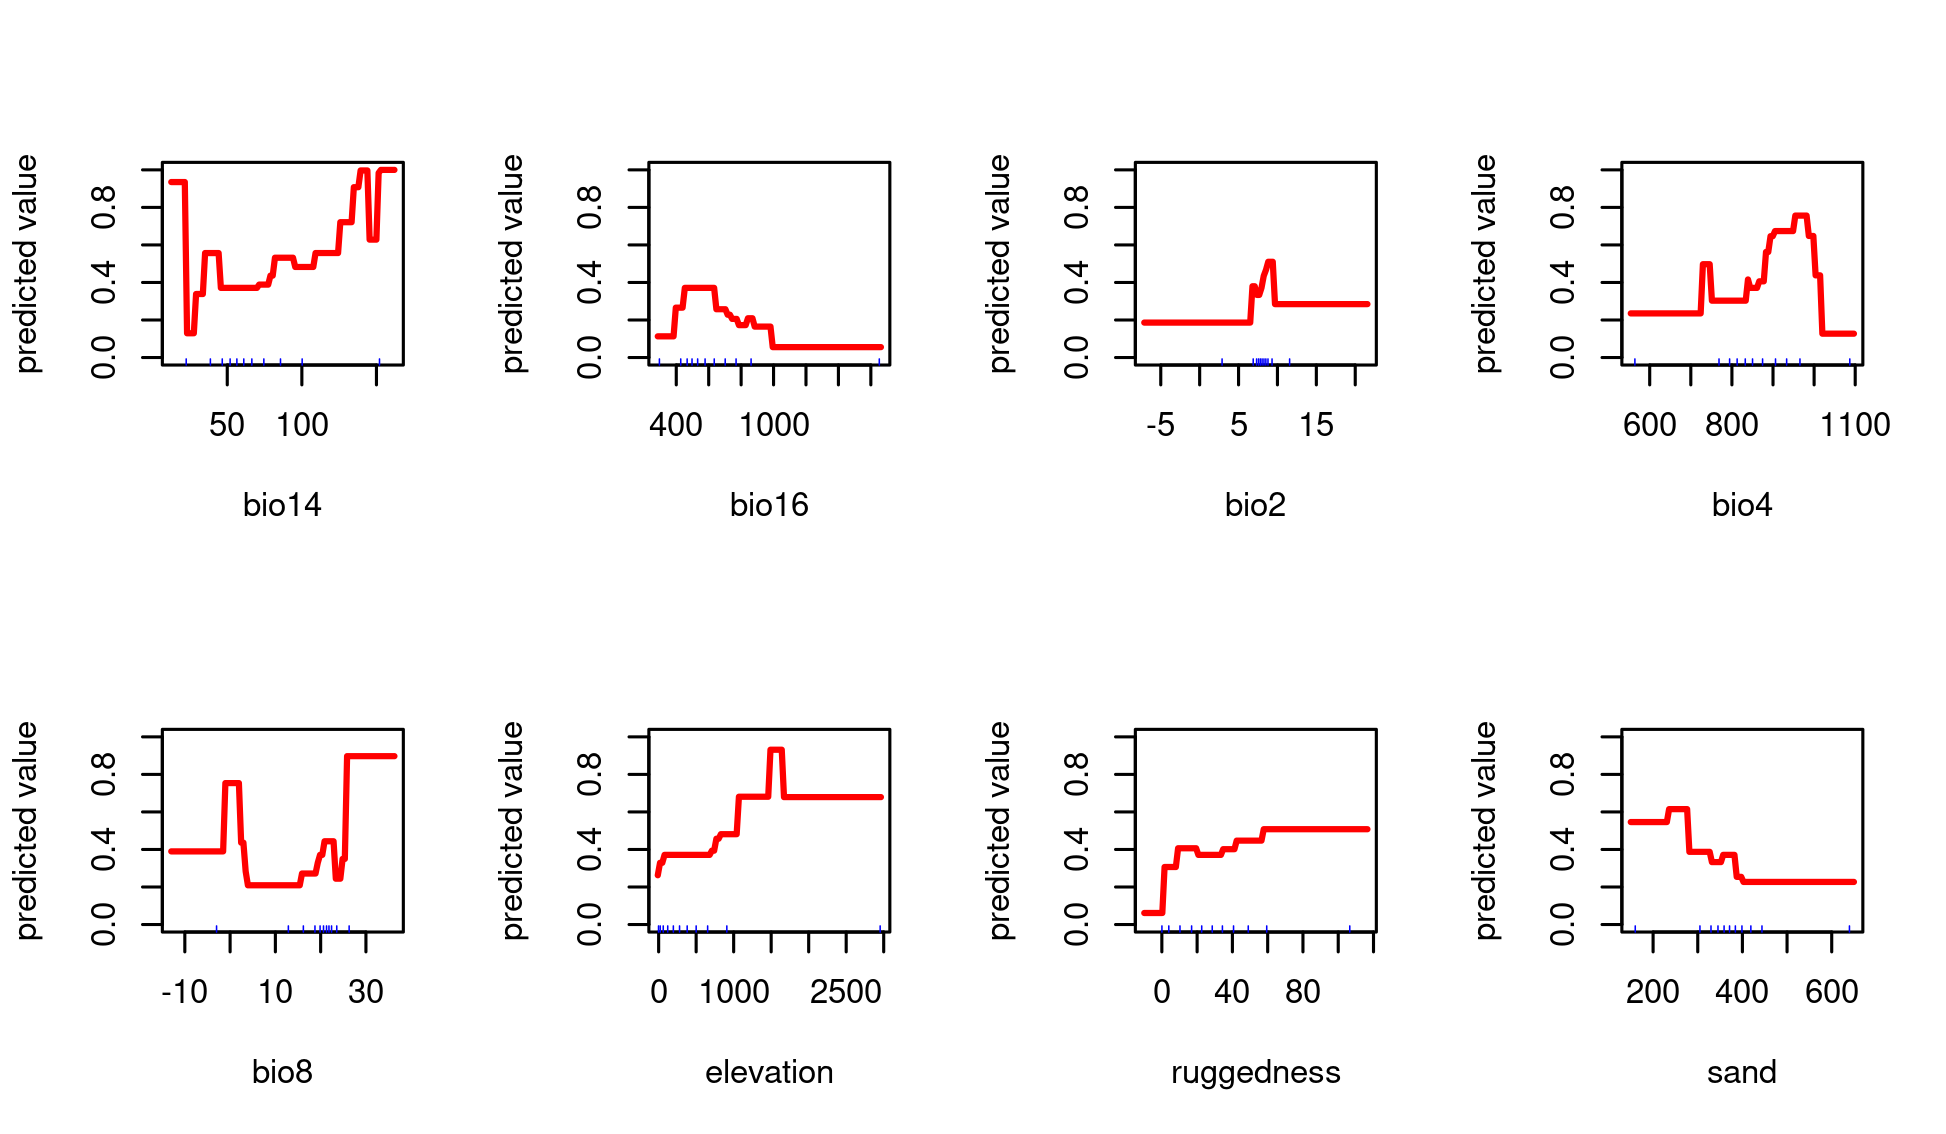 predicted value
0.0 0.4 0.8
50 100
bio14
predicted value
0.0 0.4 0.8
400 1000
bio16
predicted value
0.0 0.4 0.8
-5 5 15
bio2
predicted value
0.0 0.4 0.8
600 800 1100
bio4
predicted value
0.0 0.4 0.8
-10 10 30
bio8
predicted value
0.0 0.4 0.8
0 1000 2500
elevation
predicted value
0.0 0.4 0.8
0 40 80
ruggedness
predicted value
0.0 0.4 0.8
200 400 600
sand